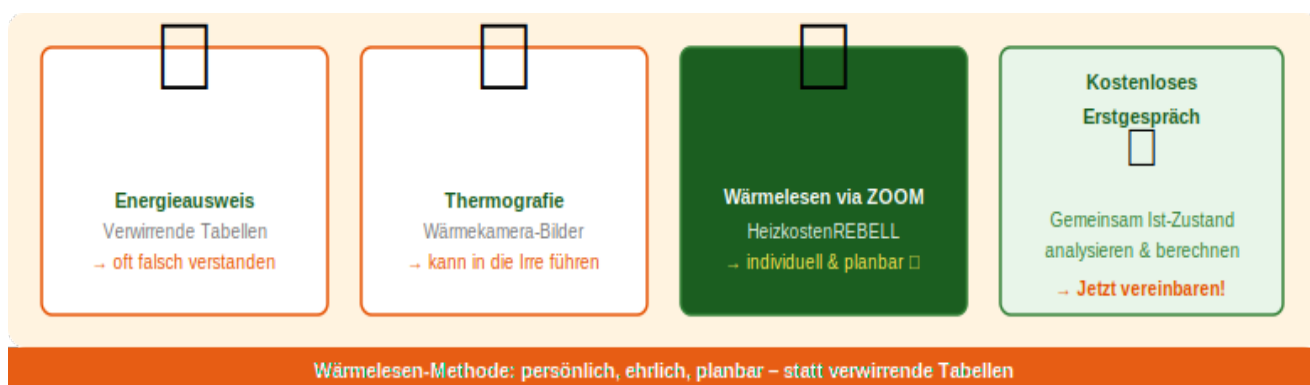 Energieausweis
Verwirrende Tabellen
→ oft falsch verstanden
Thermografie
Wärmekamera-Bilder
→ kann in die Irre führen
Wärmelesen via ZOOM
HeizkostenREBELL
→ individuell & planbar
Kostenloses
Erstgespräch
Gemeinsam Ist-Zustand
analysieren & berechnen
→ Jetzt vereinbaren!
Wärmelesen-Methode: persönlich, ehrlich, planbar – statt verwirrende Tabellen